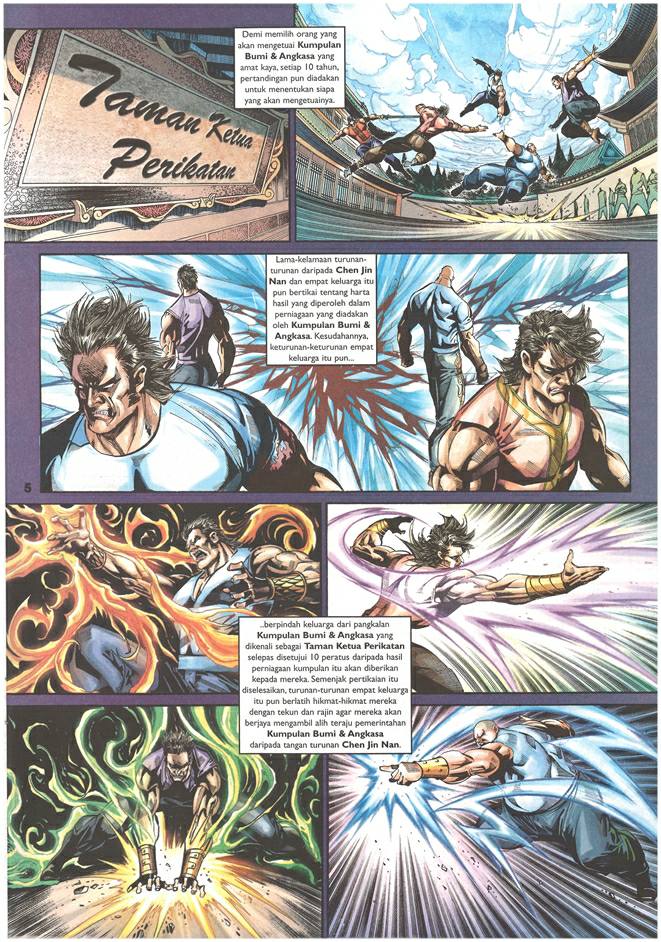 Taman Ketua
Perikatan
Demi memilih orang yang
akan mengetuai Kumpulan
Bumi & Angkasa yang
amat kaya, setiap 10 tahun,
pertandingan pun diadakan
untuk menentukan siapa
yang akan mengetuainya.
Lama-kelamaan turunan-
turunan daripada Chen Jin
Nan dan empat keluarga itu
pun bertikai tentang harta
hasil yang diperoleh dalam
perniagaan yang diadakan
oleh Kumpulan Bumi &
Angkasa. Kesudahannya,
keturunan-keturunan empat
keluarga itu pun...
5
..berpindah keluarga dari pangkalan
Kumpulan Bumi & Angkasa yang
dikenali sebagai Taman Ketua Perikatan
selepas disetujui 10 peratus daripada hasil
perniagaan kumpulan itu akan diberikan
kepada mereka. Semenjak pertikaian itu
diselesaikan, turunan-turunan empat keluarga
itu pun berlatih hikmat-hikmat mereka
dengan tekun dan rajin agar mereka akan
berjaya mengambil alih teraju pemerintahan
Kumpulan Bumi & Angkasa
daripada tangan turunan Chen Jin Nan.